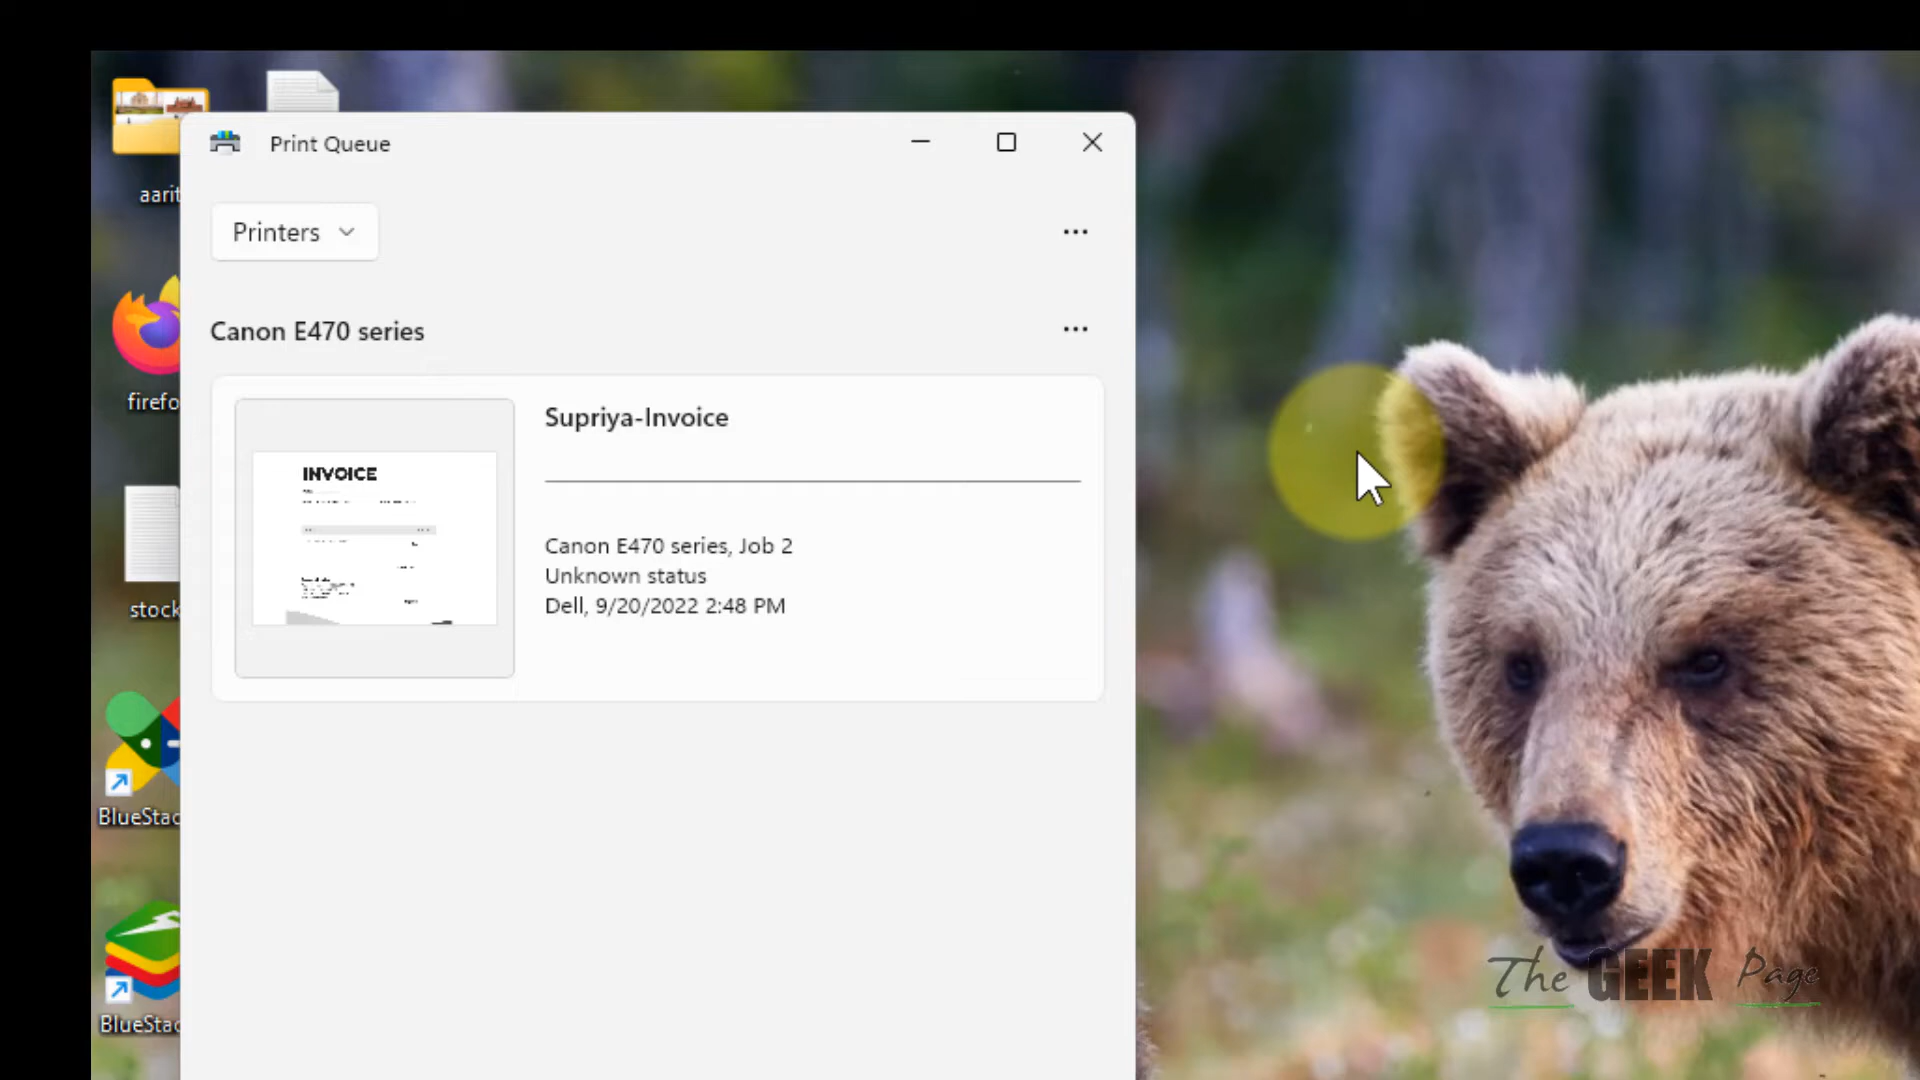 Print Queue
Printers
Canon E470 series
Supriya-Invoice
INVOICE
Canon E470 series, Job 2
Unknown status
Dell, 9/20/2022 2:48 PM
aarit
firefo
stock
BlueStac
BlueStac
The GEEK Page